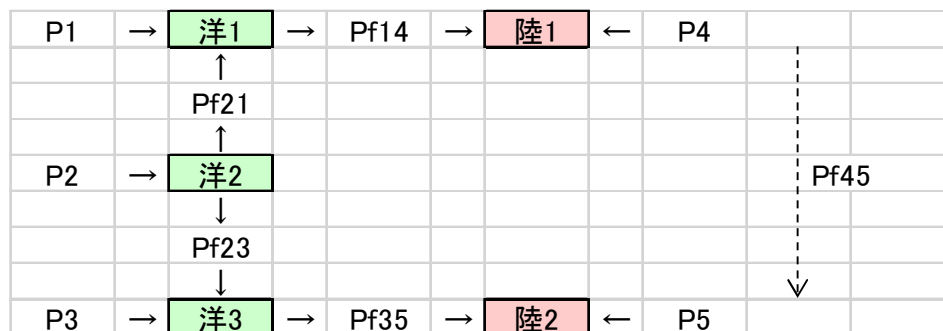 P1 → 洋1 → Pf14 → 陸1 ← P4
↑
Pf21
↑
P2 → 洋2 Pf45
↓
Pf23
↓
P3 → 洋3 → Pf35 → 陸2 ← P5